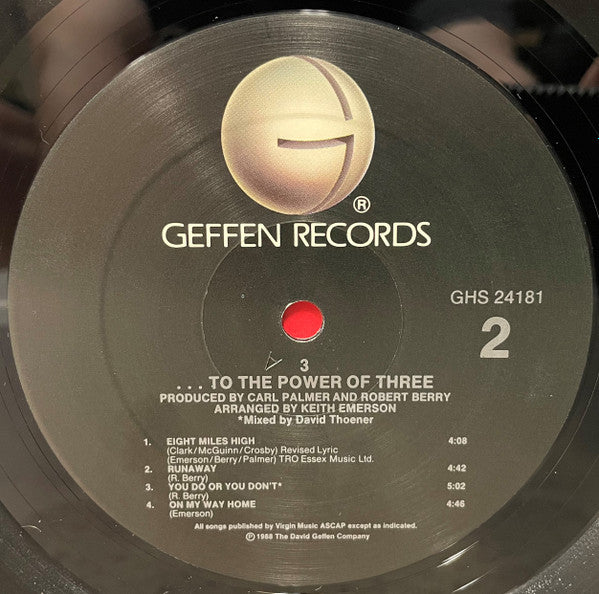 G
®
GEFFEN RECORDS
GHS 24181
2
3
. . . TO THE POWER OF THREE
PRODUCED BY CARL PALMER AND ROBERT BERRY
ARRANGED BY KEITH EMERSON
*Mixed by David Thoener
1. EIGHT MILES HIGH 4:08
(Clark/McGuinn/Crosby) Revised Lyric
(Emerson/Berry/Palmer) TRO Essex Music Ltd.
2. RUNAWAY 4:42
(R. Berry)
3. YOU DO OR YOU DON'T* 5:02
(R. Berry)
4. ON MY WAY HOME 4:46
(Emerson)
All songs published by Virgin Music ASCAP except as indicated.
℗ 1988 The David Geffen Company